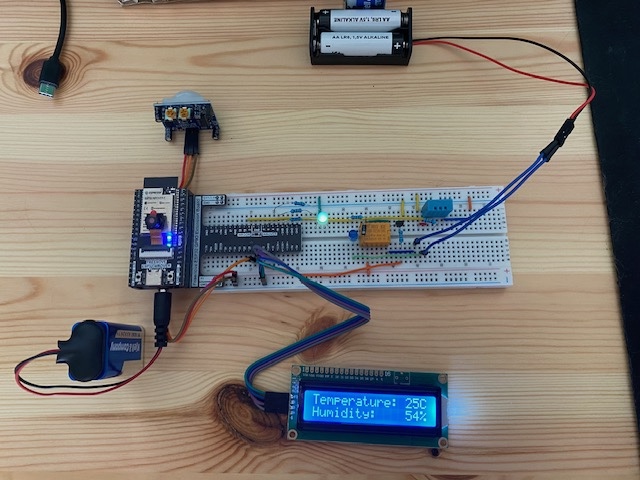 AA LR6, 1,5V ALKALINE
AA LR6, 1,5V ALKALINE
Temperature: 25C
Humidity: 54%